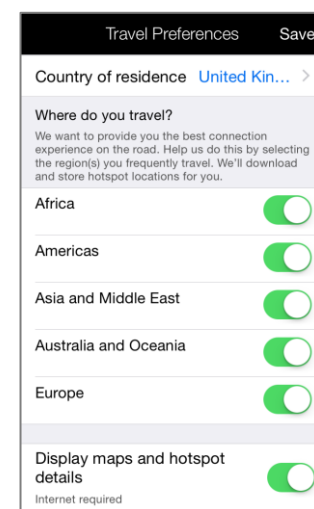 Travel Preferences Save
Country of residence United Kin... >
Where do you travel?
We want to provide you the best connection
experience on the road. Help us do this by selecting
the region(s) you frequently travel. We'll download
and store hotspot locations for you.
Africa
Americas
Asia and Middle East
Australia and Oceania
Europe
Display maps and hotspot
details
Internet required